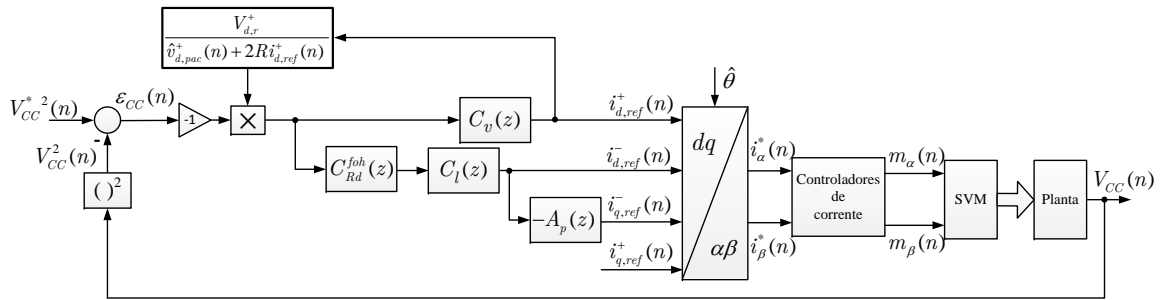 V_{d,r}^{+}
\hat{v}_{d,pac}^{+}(n)+2Ri_{d,ref}^{+}(n)
\hat{θ}
V_{CC}^{*}{}^{2}(n)
ε_{CC}(n)
-1
×
C_v(z)
i_{d,ref}^{+}(n)
-
V_{CC}^{2}(n)
( )^2
C_{Rd}^{foh}(z)
C_l(z)
i_{d,ref}^{-}(n)
-A_p(z)
i_{q,ref}^{-}(n)
i_{q,ref}^{+}(n)
dq
αβ
i_α^{*}(n)
i_β^{*}(n)
Controladores
de
corrente
m_α(n)
m_β(n)
SVM
Planta
V_{CC}(n)